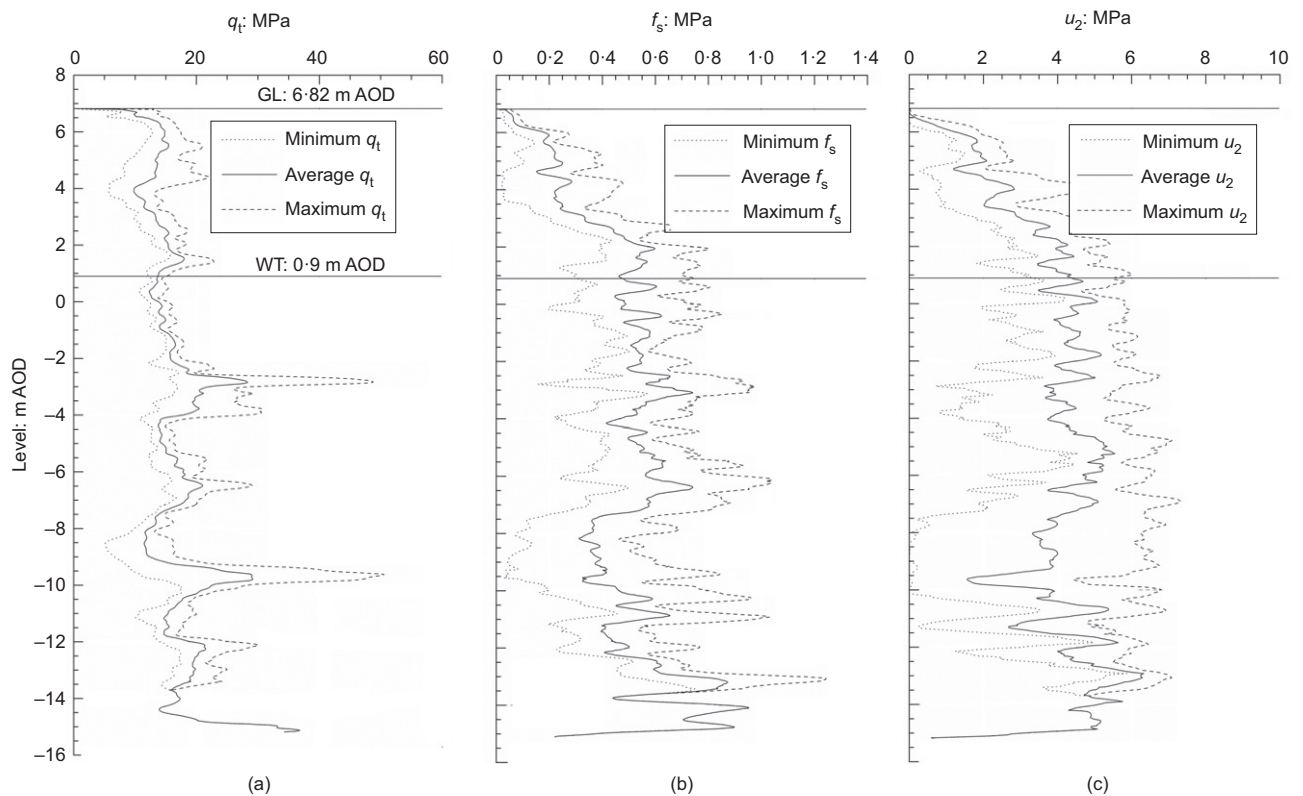 qt: MPa
0 20 40 60
8
GL: 6·82 m AOD
6
Minimum qt
Average qt
Maximum qt
4
2
WT: 0·9 m AOD
0
–2
–4
–6
–8
–10
–12
–14
–16
Level: m AOD
(a)
fs: MPa
0 0·2 0·4 0·6 0·8 1·0 1·2 1·4
Minimum fs
Average fs
Maximum fs
(b)
u2: MPa
0 2 4 6 8 10
Minimum u2
Average u2
Maximum u2
(c)